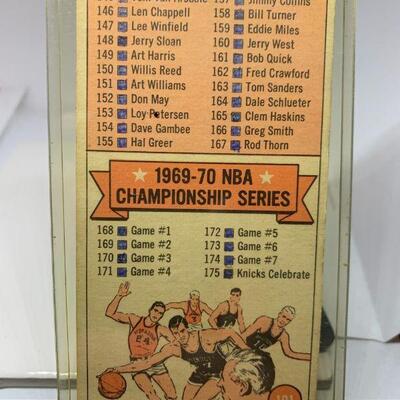 146 Len Chappell
147 Lee Winfield
148 Jerry Sloan
149 Art Harris
150 Willis Reed
151 Art Williams
152 Don May
153 Loy Petersen
154 Dave Gambee
155 Hal Greer
157 Jimmy Collins
158 Bill Turner
159 Eddie Miles
160 Jerry West
161 Bob Quick
162 Fred Crawford
163 Tom Sanders
164 Dale Schlueter
165 Clem Haskins
166 Greg Smith
167 Rod Thorn
1969-70 NBA
CHAMPIONSHIP SERIES
168 Game #1
169 Game #2
170 Game #3
171 Game #4
172 Game #5
173 Game #6
174 Game #7
175 Knicks Celebrate
24